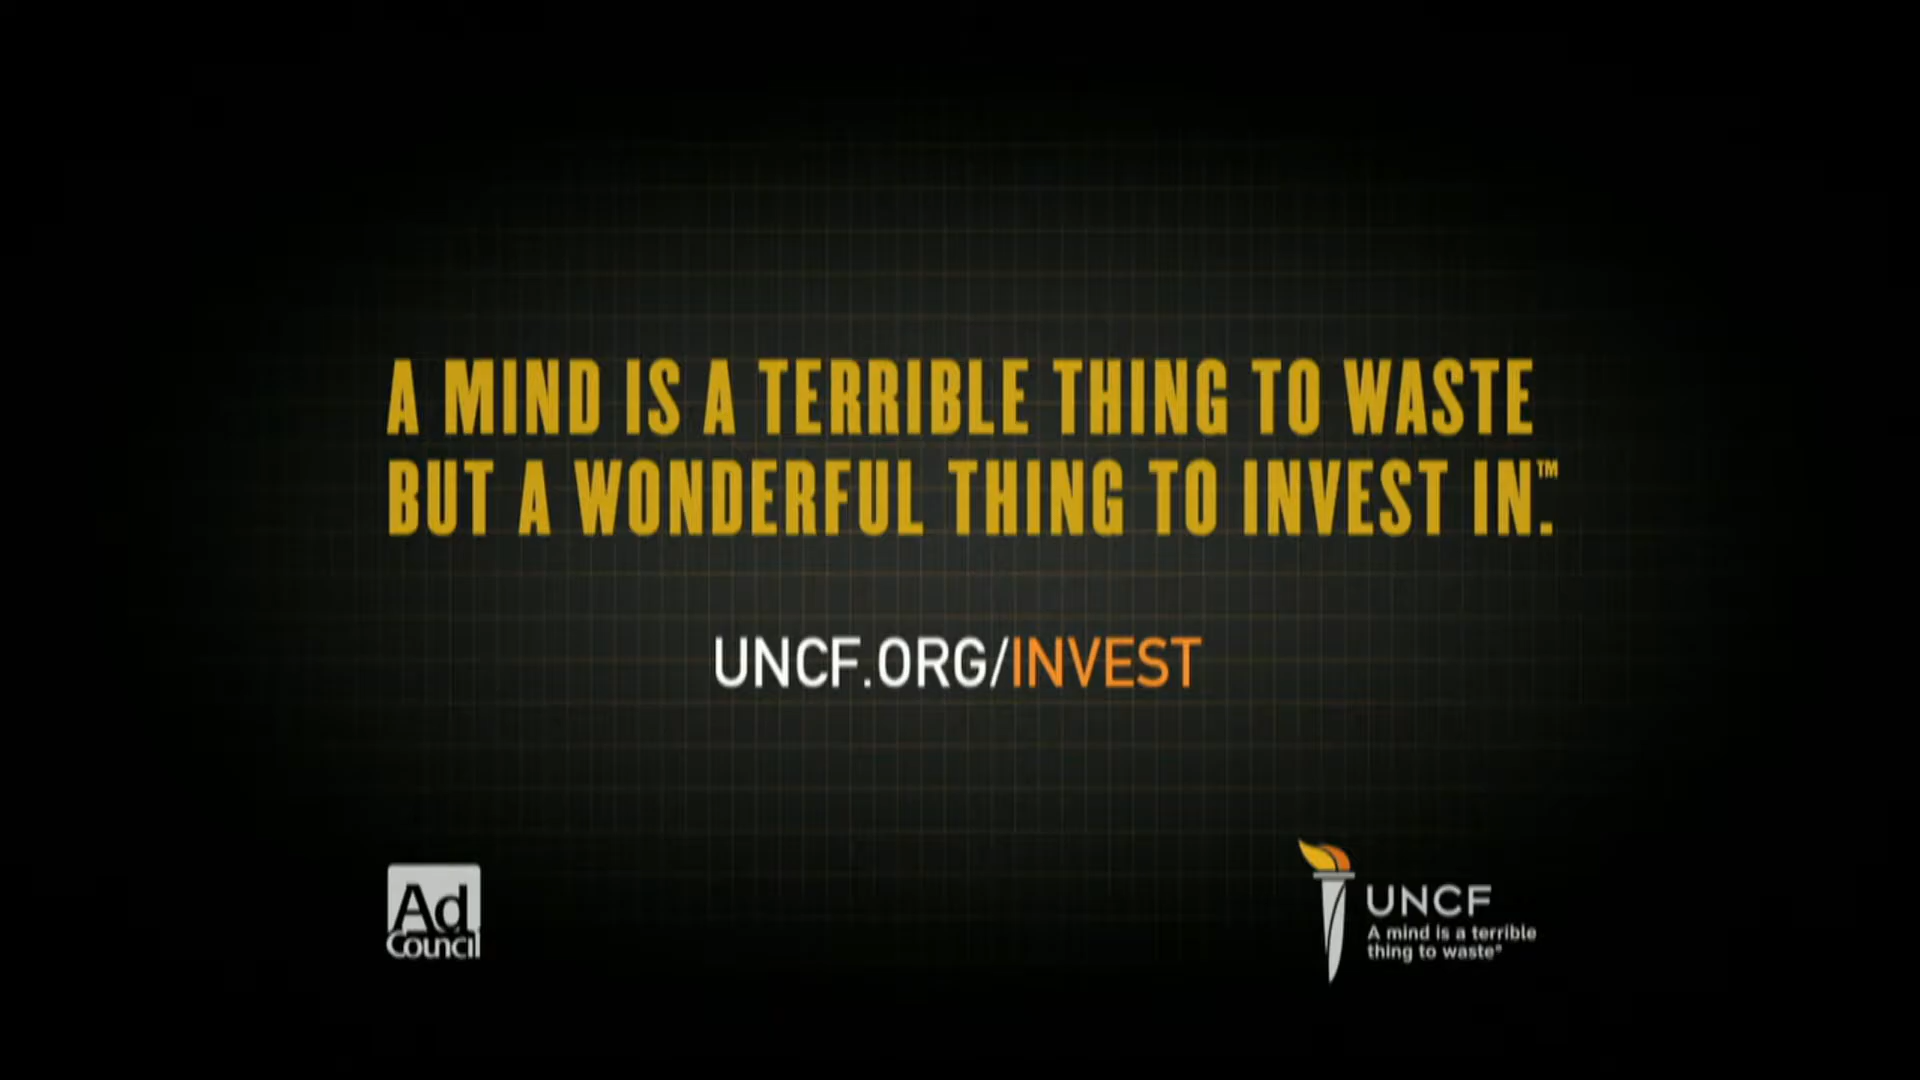 A MIND IS A TERRIBLE THING TO WASTE
BUT A WONDERFUL THING TO INVEST IN.™
UNCF.ORG/INVEST
Ad
Council
UNCF
A mind is a terrible
thing to waste®